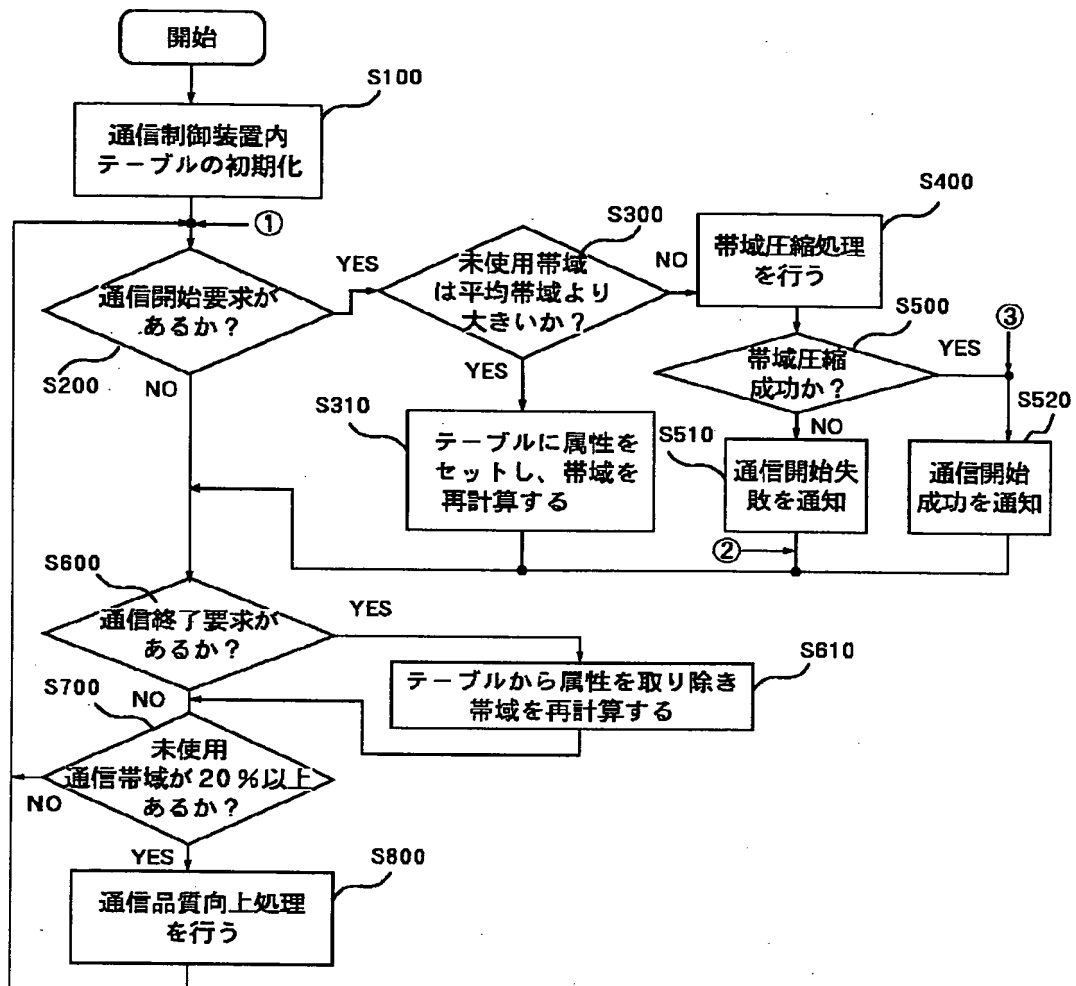 開始
S100
通信制御装置内
テーブルの初期化
①
S200
通信開始要求が
あるか？
YES
NO
S300
未使用帯域
は平均帯域より
大きいか？
NO
YES
S310
テーブルに属性を
セットし、帯域を
再計算する
S400
帯域圧縮処理
を行う
S500
帯域圧縮
成功か？
YES
NO
③
S510
通信開始失
敗を通知
②
S520
通信開始
成功を通知
S600
通信終了要求が
あるか？
YES
NO
S610
テーブルから属性を取り除き
帯域を再計算する
S700
未使用
通信帯域が20％以上
あるか？
NO
YES
S800
通信品質向上処理
を行う